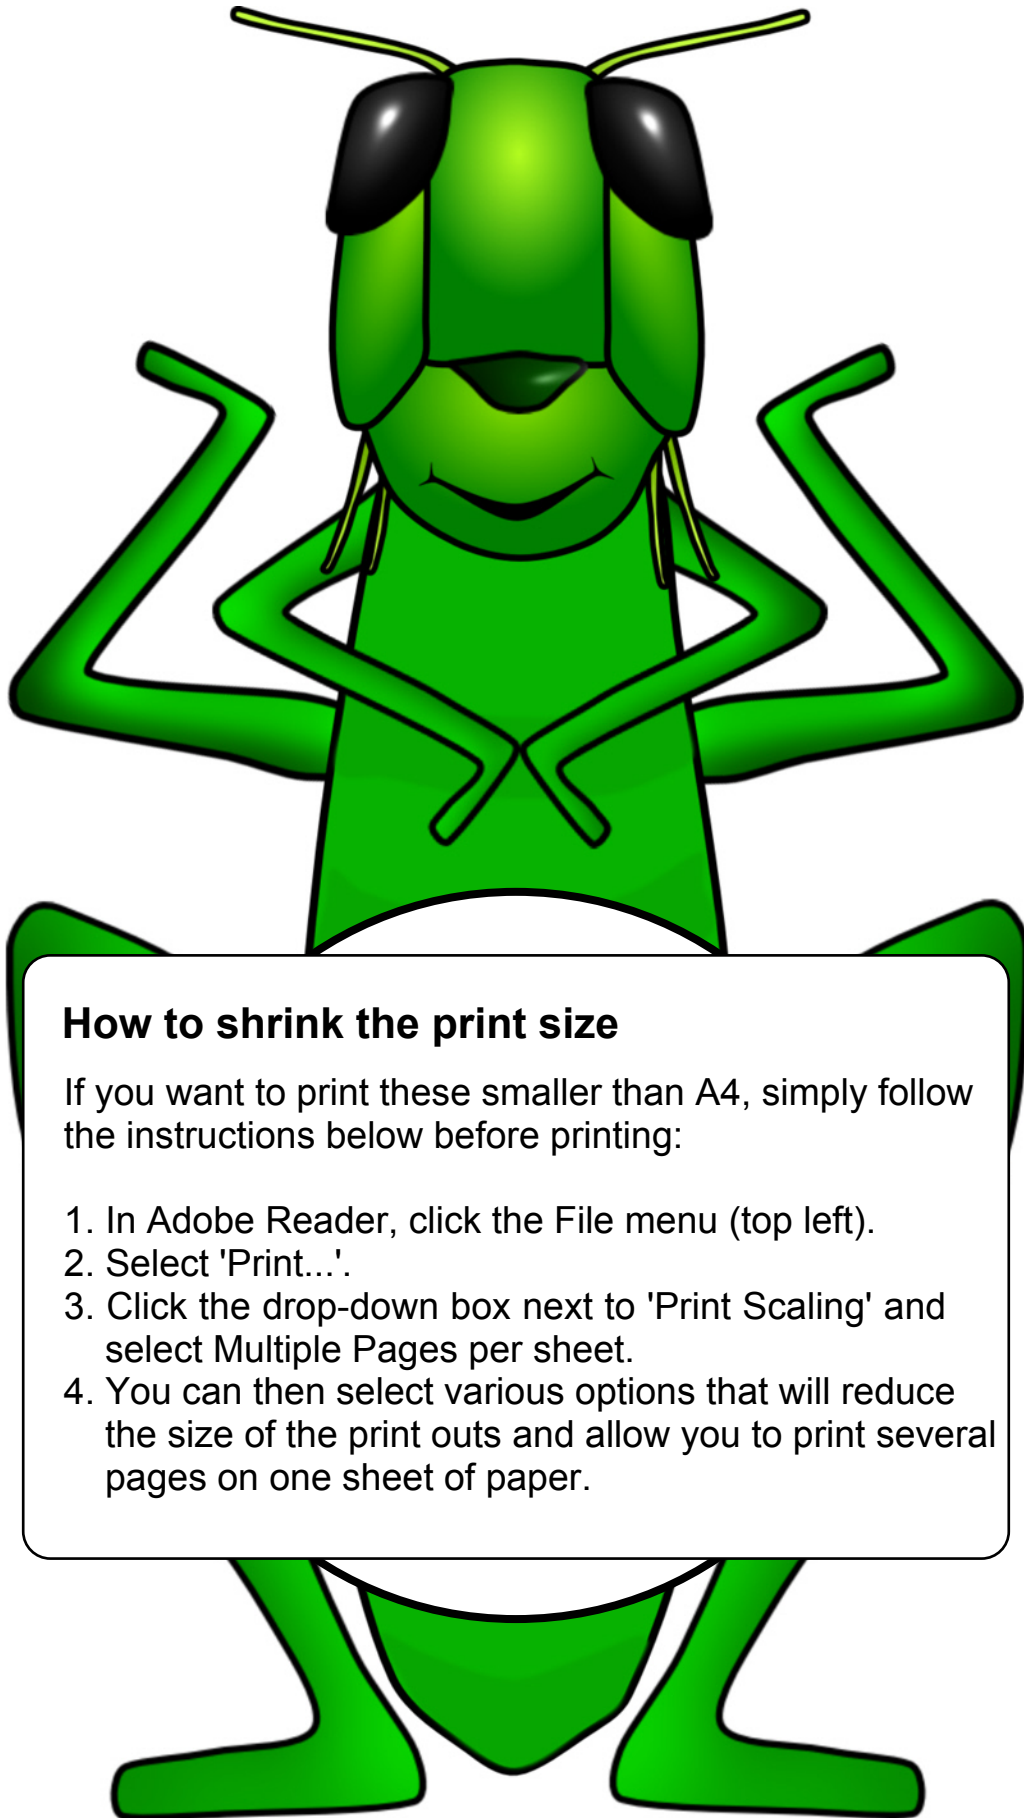 How to shrink the print size
If you want to print these smaller than A4, simply follow
the instructions below before printing:
1. In Adobe Reader, click the File menu (top left).
2. Select 'Print...'.
3. Click the drop-down box next to 'Print Scaling' and
select Multiple Pages per sheet.
4. You can then select various options that will reduce
the size of the print outs and allow you to print several
pages on one sheet of paper.